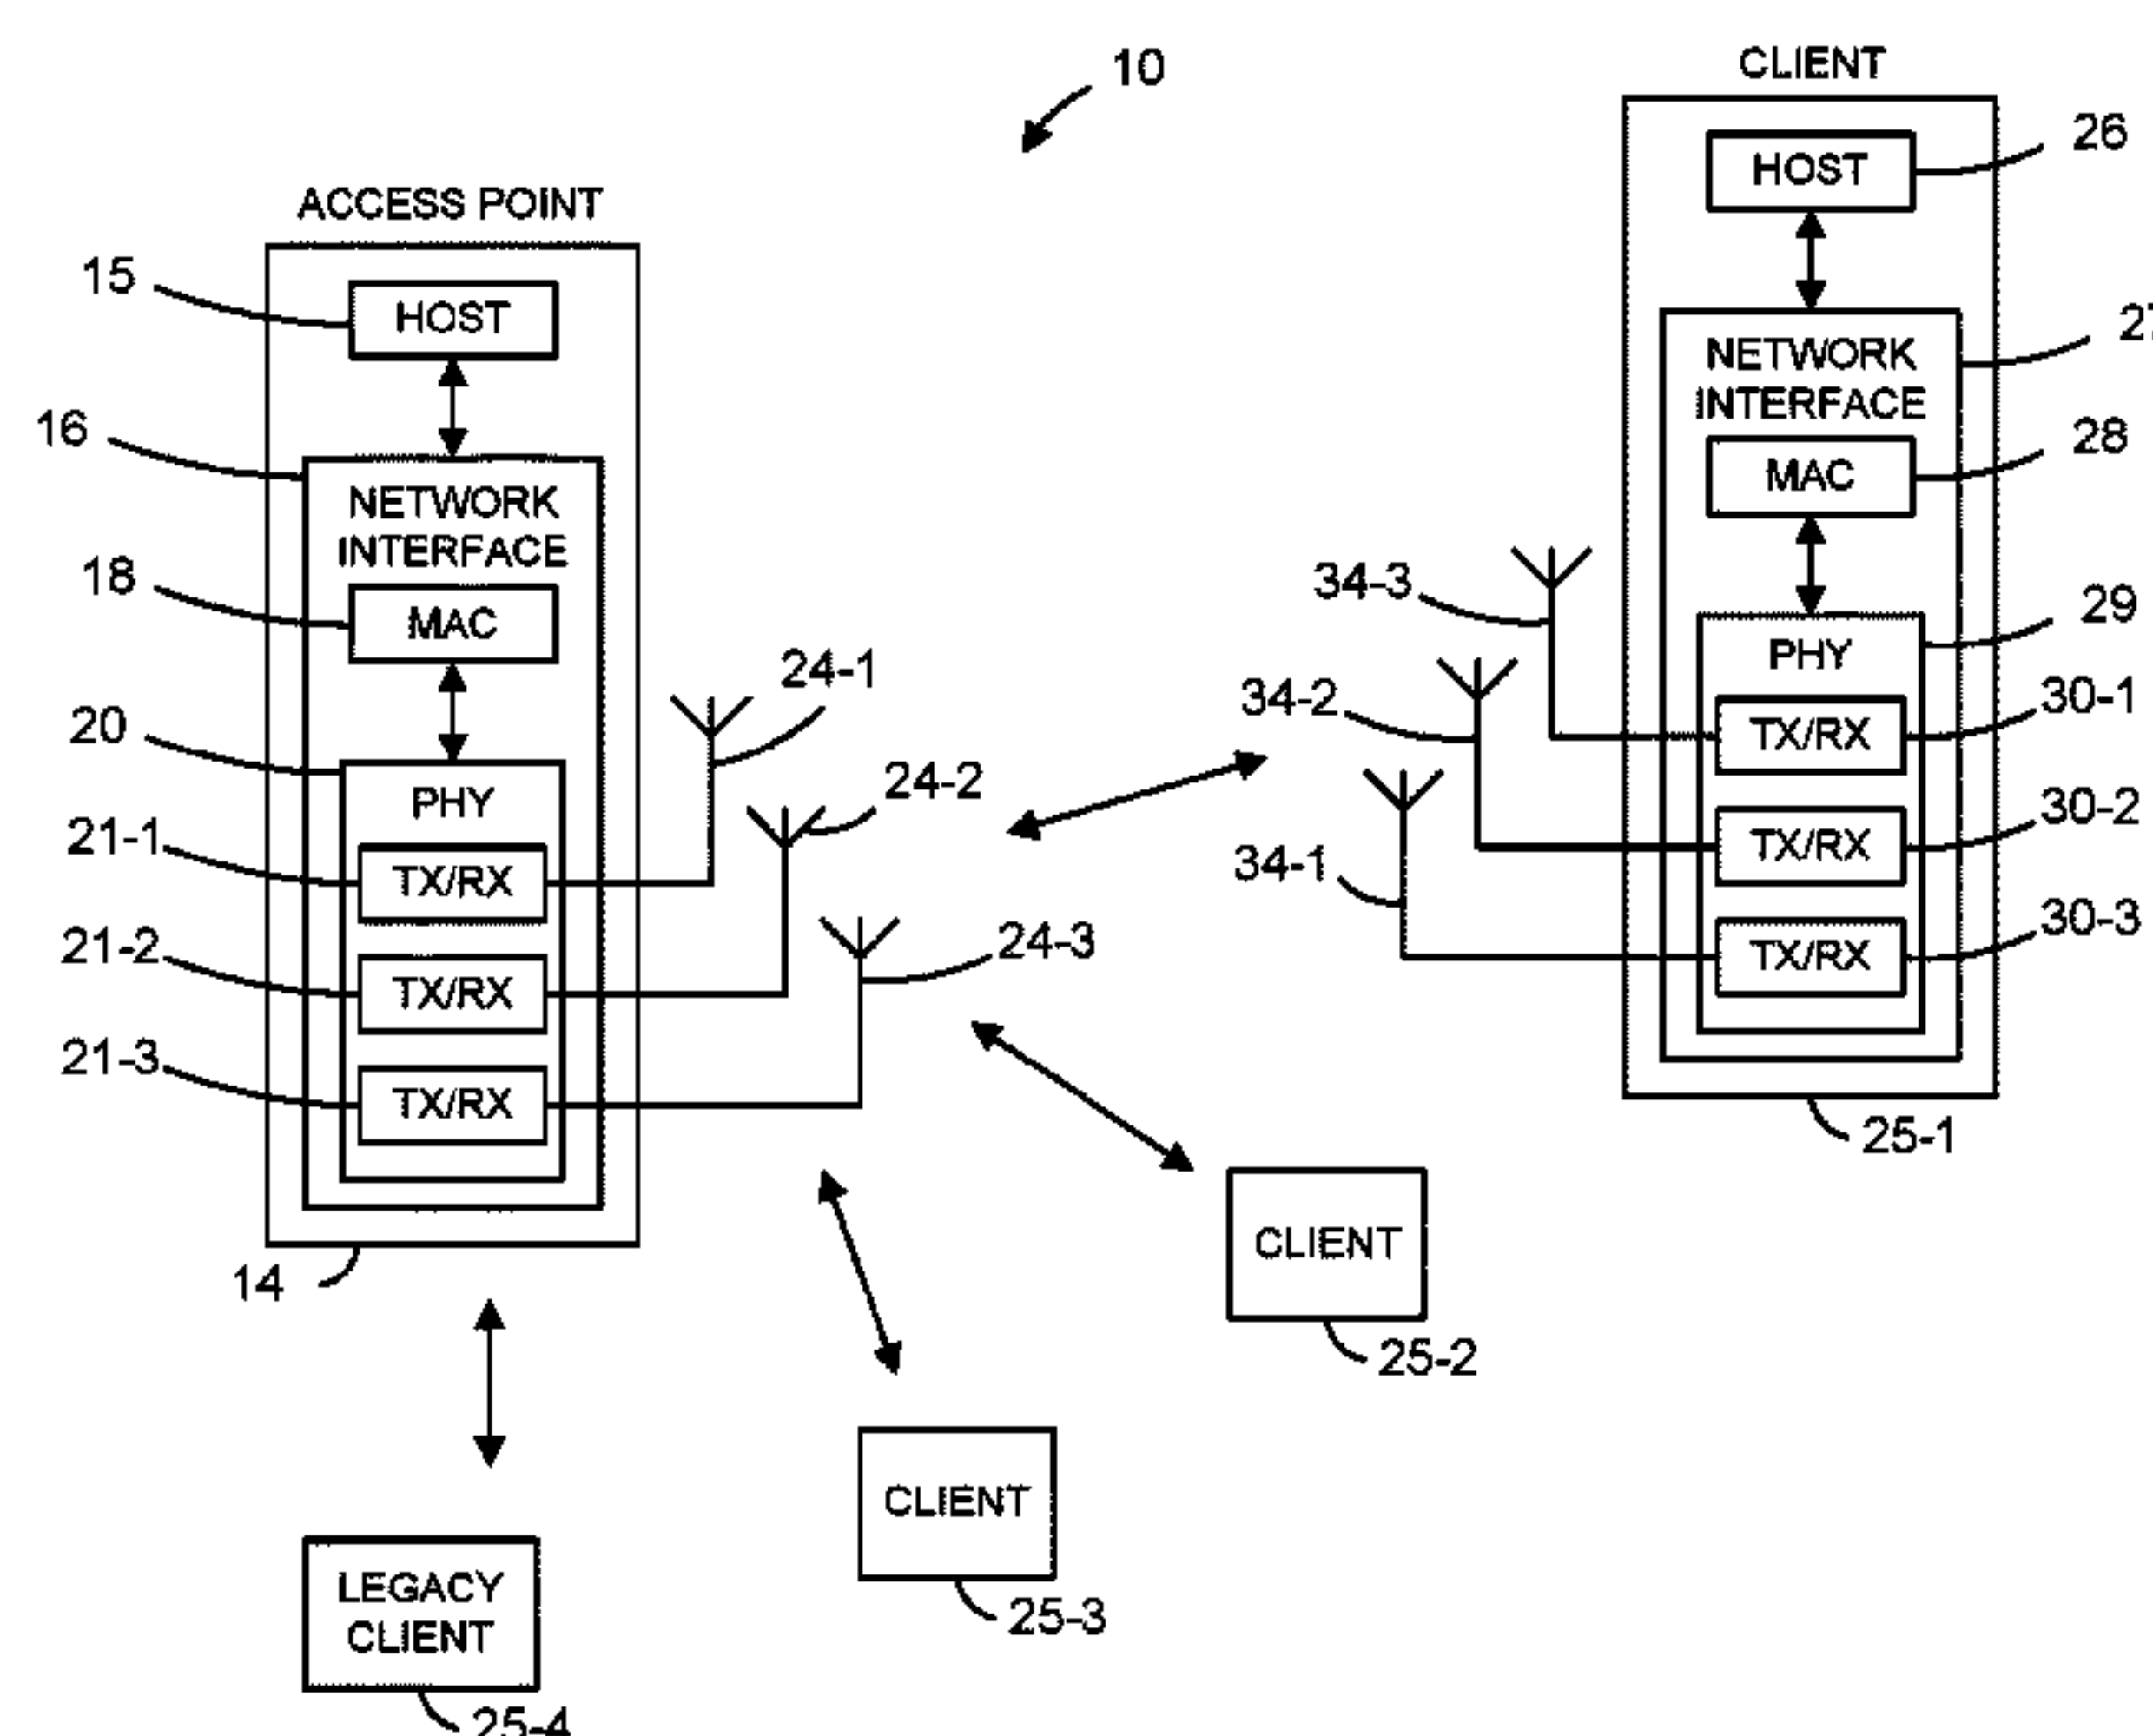 10
ACCESS POINT
15
HOST
16
NETWORK
INTERFACE
18
MAC
20
PHY
21-1
TX/RX
21-2
TX/RX
21-3
TX/RX
14
24-1
24-2
24-3
CLIENT
26
HOST
27
NETWORK
INTERFACE
28
MAC
29
PHY
34-3
30-1
TX/RX
34-2
30-2
TX/RX
34-1
30-3
TX/RX
25-1
CLIENT
25-2
CLIENT
25-3
LEGACY
CLIENT
25-4